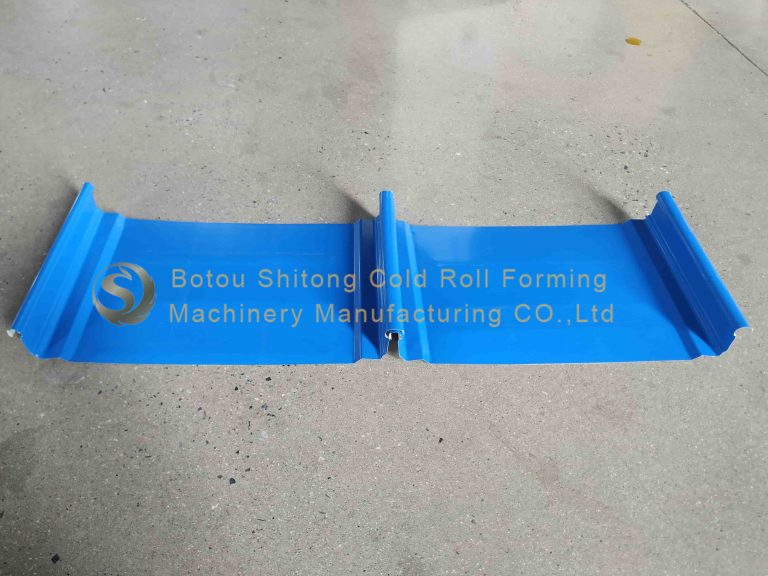 Botou Shitong Cold Roll Forming
Machinery Manufacturing CO.,Ltd